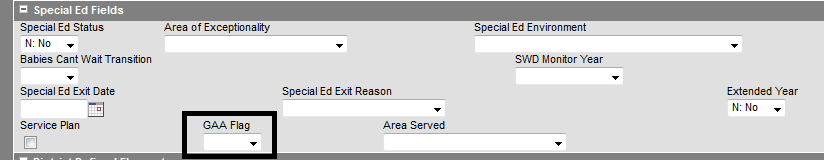 Special Ed Fields
Special Ed Status Area of Exceptionality Special Ed Environment
N: No
Babies Cant Wait Transition SWD Monitor Year
Special Ed Exit Date Special Ed Exit Reason Extended Year
N: No
Service Plan GAA Flag Area Served